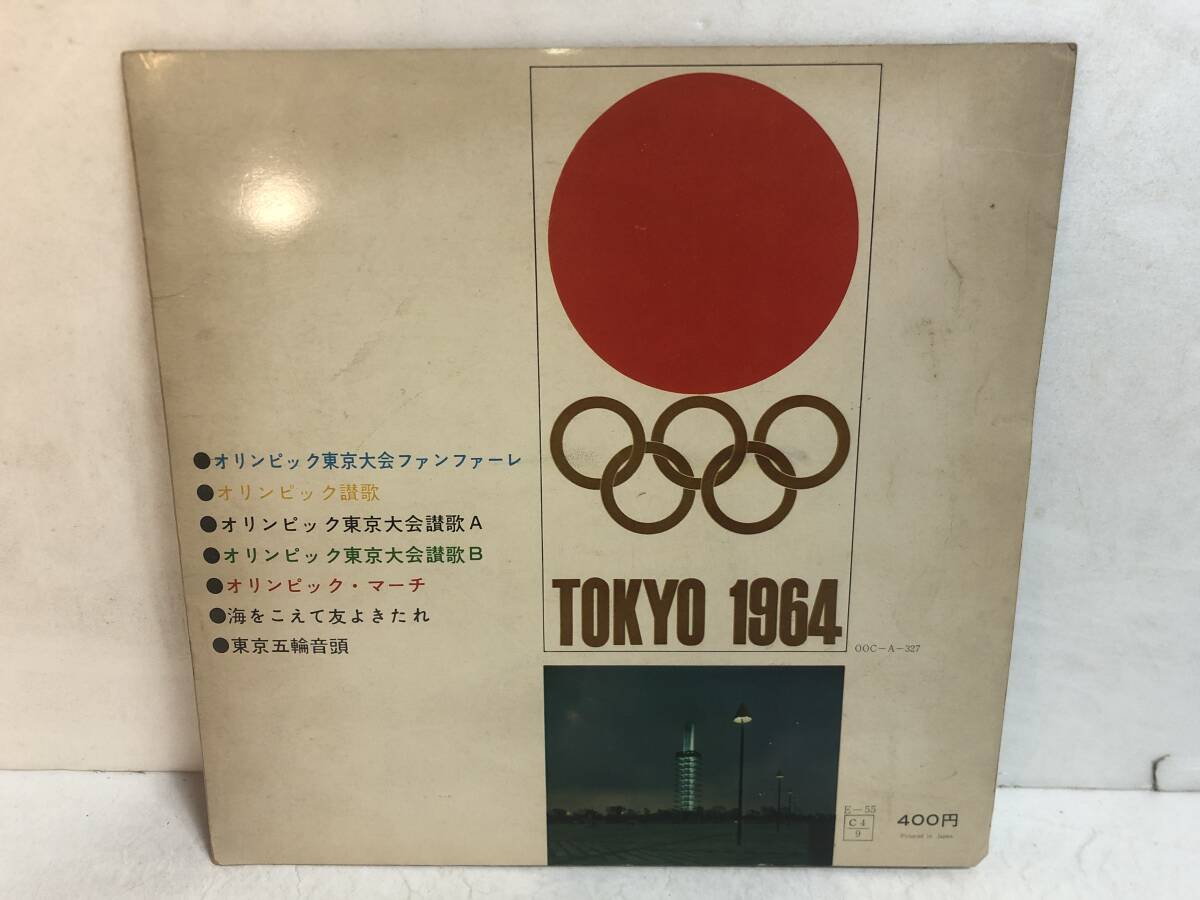 ●オリンピック東京大会ファンファーレ
●オリンピック讃歌
●オリンピック東京大会讃歌A
●オリンピック東京大会讃歌B
●オリンピック・マーチ
●海をこえて友よきたれ
●東京五輪音頭
TOKYO 1964
OOC-A-327
E-55
C4
9
400円
Printed in Japan